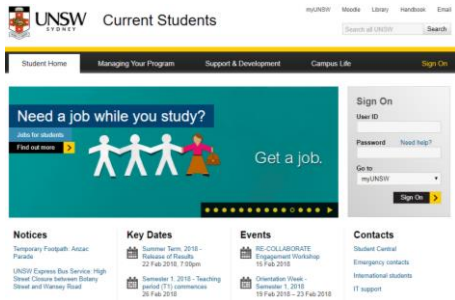 myUNSW Moodle Library Handbook Email
UNSW
SYDNEY
Current Students
Search all UNSW Search
Student Home Managing Your Program Support & Development Campus Life Sign On
Need a job while you study?
Jobs for students
Find out more
Get a job.
Sign On
User ID
Password Need help?
Go to
myUNSW
Sign On
Notices
Temporary Footpath: Anzac
Parade
UNSW Express Bus Service: High
Street Closure between Botany
Street and Wansey Road
Key Dates
Summer Term, 2018 -
Release of Results
22 Feb 2018, 7:00pm
Semester 1, 2018 - Teaching
period (T1) commences
26 Feb 2018
Events
RE-COLLABORATE
Engagement Workshop
15 Feb 2018
Orientation Week -
Semester 1, 2018
19 Feb 2018 – 23 Feb 2018
Contacts
Student Central
Emergency contacts
International students
IT support